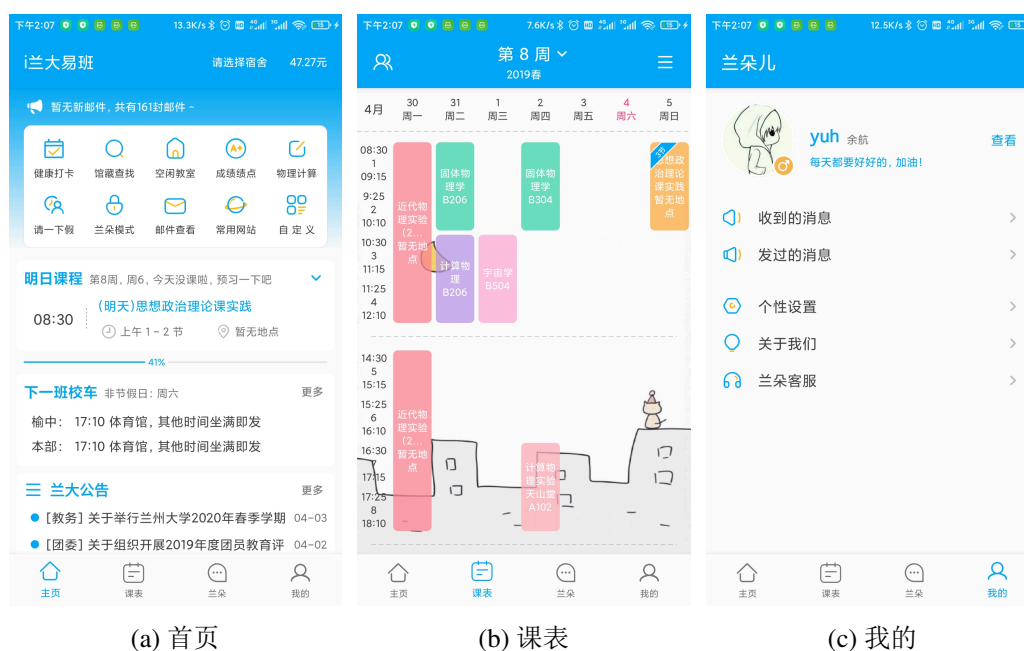 下午2:07 13.3K/s HD 4G 3G 15
i兰大易班 请选择宿舍 47.27元
暂无新邮件，共有161封邮件 ~
健康打卡 馆藏查找 空闲教室 成绩绩点 物理计算
请一下假 兰朵模式 邮件查看 常用网站 自 定 义
明日课程 第8周, 周6, 今天没课啦, 预习一下吧
08:30 (明天)思想政治理论课实践
上午 1 - 2 节 暂无地点
41%
下一班校车 非节假日: 周六 更多
榆中: 17:10 体育馆, 其他时间坐满即发
本部: 17:10 体育馆, 其他时间坐满即发
兰大公告 更多
[教务] 关于举行兰州大学2020年春季学期 04-03
[团委] 关于组织开展2019年度团员教育评 04-02
主页 课表 兰朵 我的
(a) 首页
下午2:07 7.6K/s HD 4G 3G 15
第 8 周
2019春
4月 30 31 1 2 3 4 5
周一 周二 周三 周四 周五 周六 周日
08:30
1
09:15
9:25
2
10:10
10:30
3
11:15
11:25
4
12:10
14:30
5
15:15
15:25
6
16:10
16:30
7
17:15
17:25
8
18:10
近代物
理实验
(2...
暂无地
点
固体物
理学
B206
计算物
理
B206
宇宙学
B504
固体物
理学
B304
思想政
治理论
课实践
暂无地
点
近代物
理实验
(2...
暂无地
点
计算物
理实验
天山堂
A102
主页 课表 兰朵 我的
(b) 课表
下午2:07 12.5K/s HD 4G 3G 15
兰朵儿
yuh 余航 查看
每天都要好好的，加油！
收到的消息
发过的消息
个性设置
关于我们
兰朵客服
主页 课表 兰朵 我的
(c) 我的